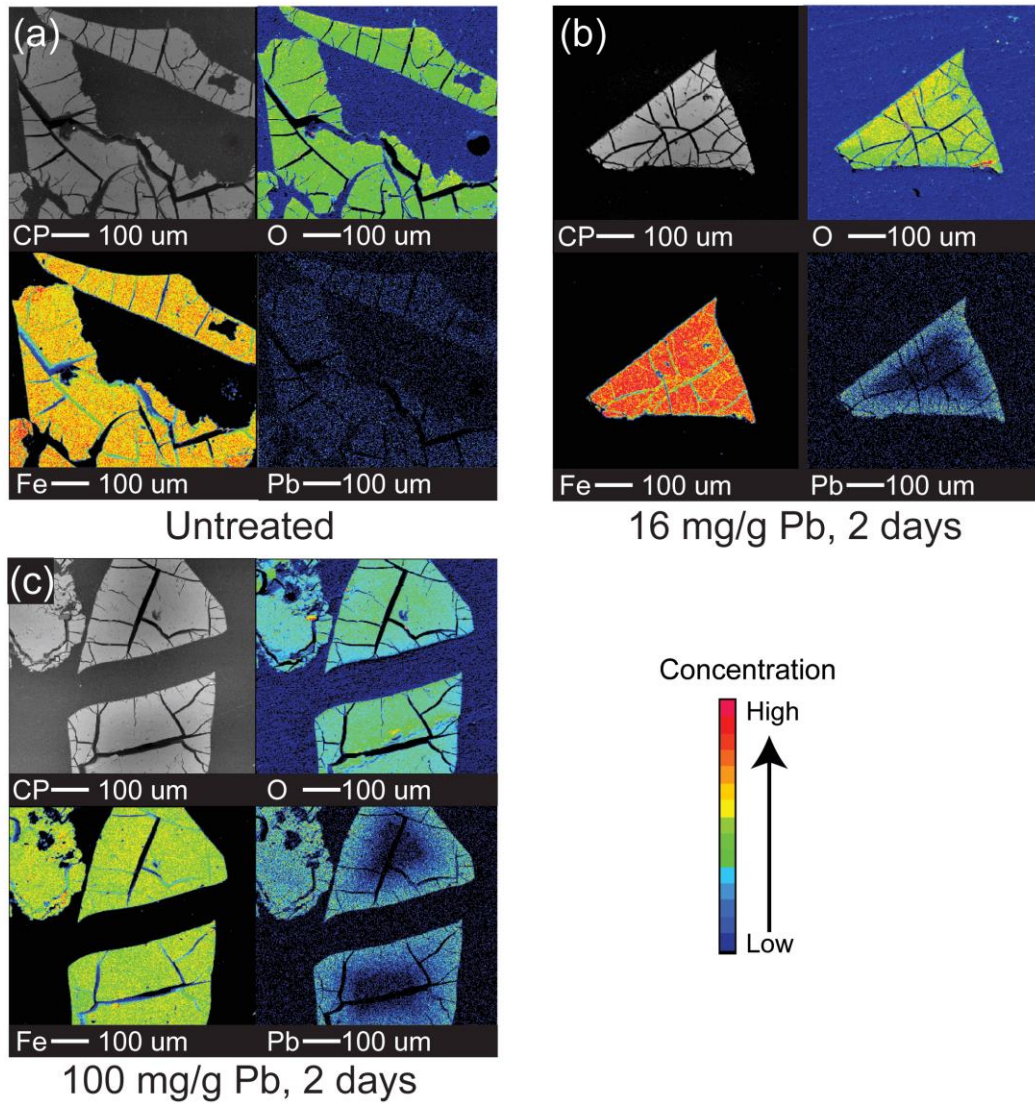 (a)
CP 100 um O 100 um
Fe 100 um Pb 100 um
Untreated
(b)
CP 100 um O 100 um
Fe 100 um Pb 100 um
16 mg/g Pb, 2 days
(c)
CP 100 um O 100 um
Fe 100 um Pb 100 um
100 mg/g Pb, 2 days
Concentration
High
Low